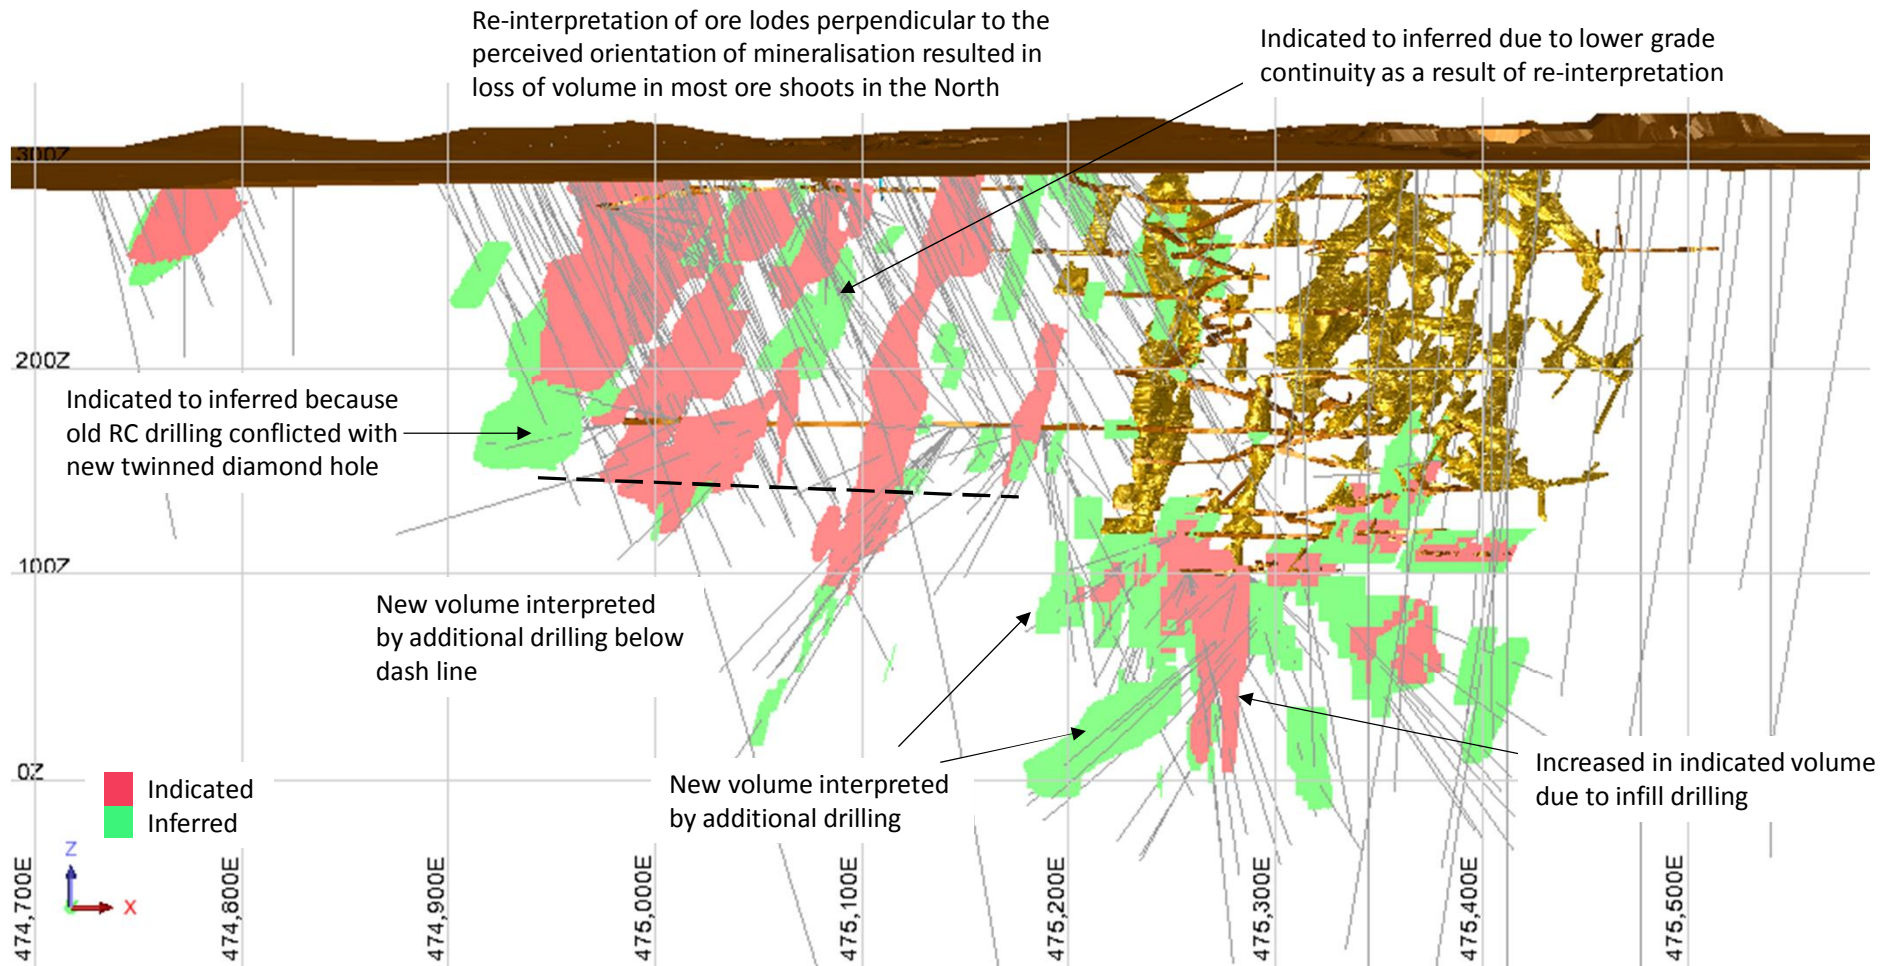 Re-interpretation of ore lodes perpendicular to the
perceived orientation of mineralisation resulted in
loss of volume in most ore shoots in the North
Indicated to inferred due to lower grade
continuity as a result of re-interpretation
300Z
200Z
Indicated to inferred because
old RC drilling conflicted with
new twinned diamond hole
100Z
New volume interpreted
by additional drilling below
dash line
0Z
New volume interpreted
by additional drilling
Increased in indicated volume
due to infill drilling
Indicated
Inferred
Z
X
474,700E
474,800E
474,900E
475,000E
475,100E
475,200E
475,300E
475,400E
475,500E